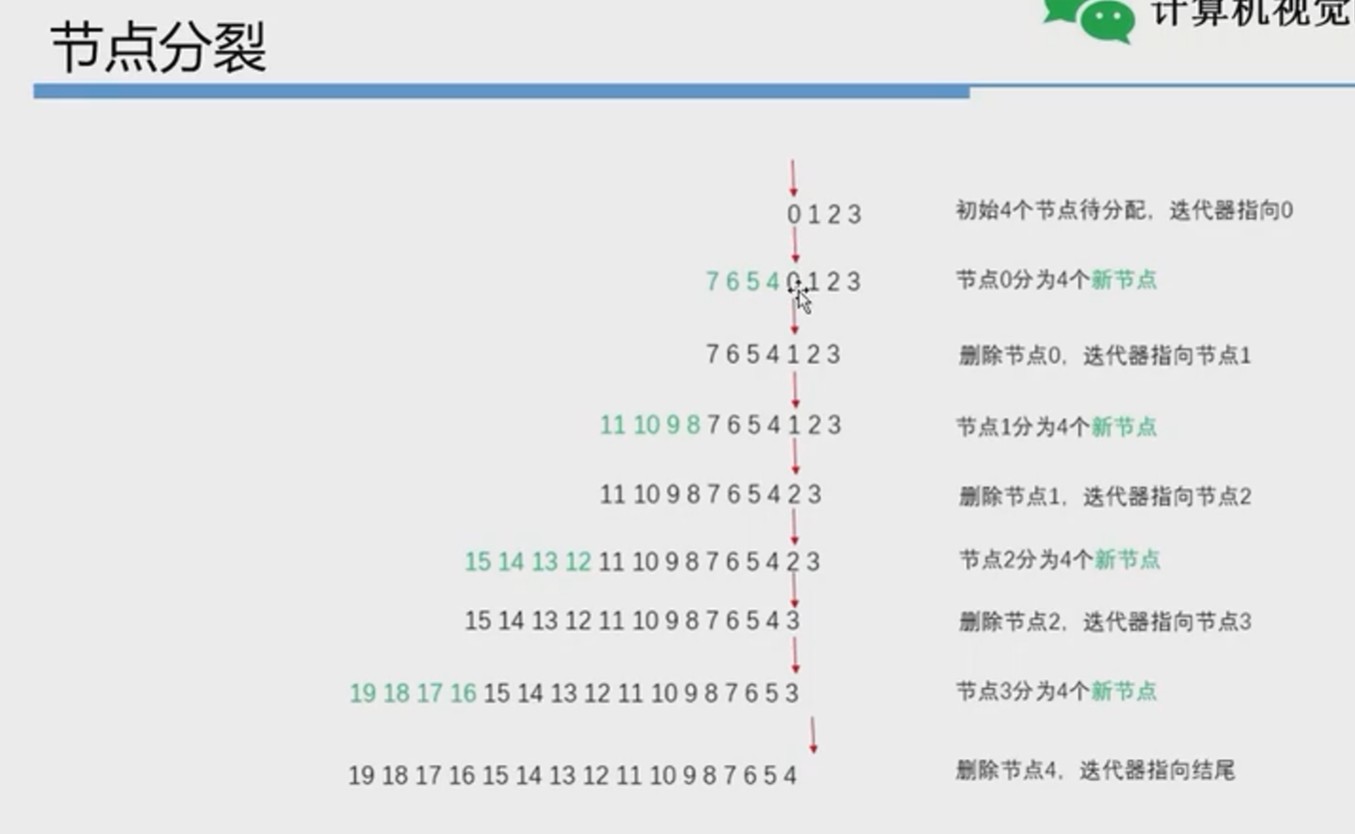 节点分裂
计算机视觉
0 1 2 3 初始4个节点待分配，迭代器指向0
7 6 5 4 0 1 2 3 节点0分为4个新节点
7 6 5 4 1 2 3 删除节点0，迭代器指向节点1
11 10 9 8 7 6 5 4 1 2 3 节点1分为4个新节点
11 10 9 8 7 6 5 4 2 3 删除节点1，迭代器指向节点2
15 14 13 12 11 10 9 8 7 6 5 4 2 3 节点2分为4个新节点
15 14 13 12 11 10 9 8 7 6 5 4 3 删除节点2，迭代器指向节点3
19 18 17 16 15 14 13 12 11 10 9 8 7 6 5 3 节点3分为4个新节点
19 18 17 16 15 14 13 12 11 10 9 8 7 6 5 4 删除节点4，迭代器指向结尾